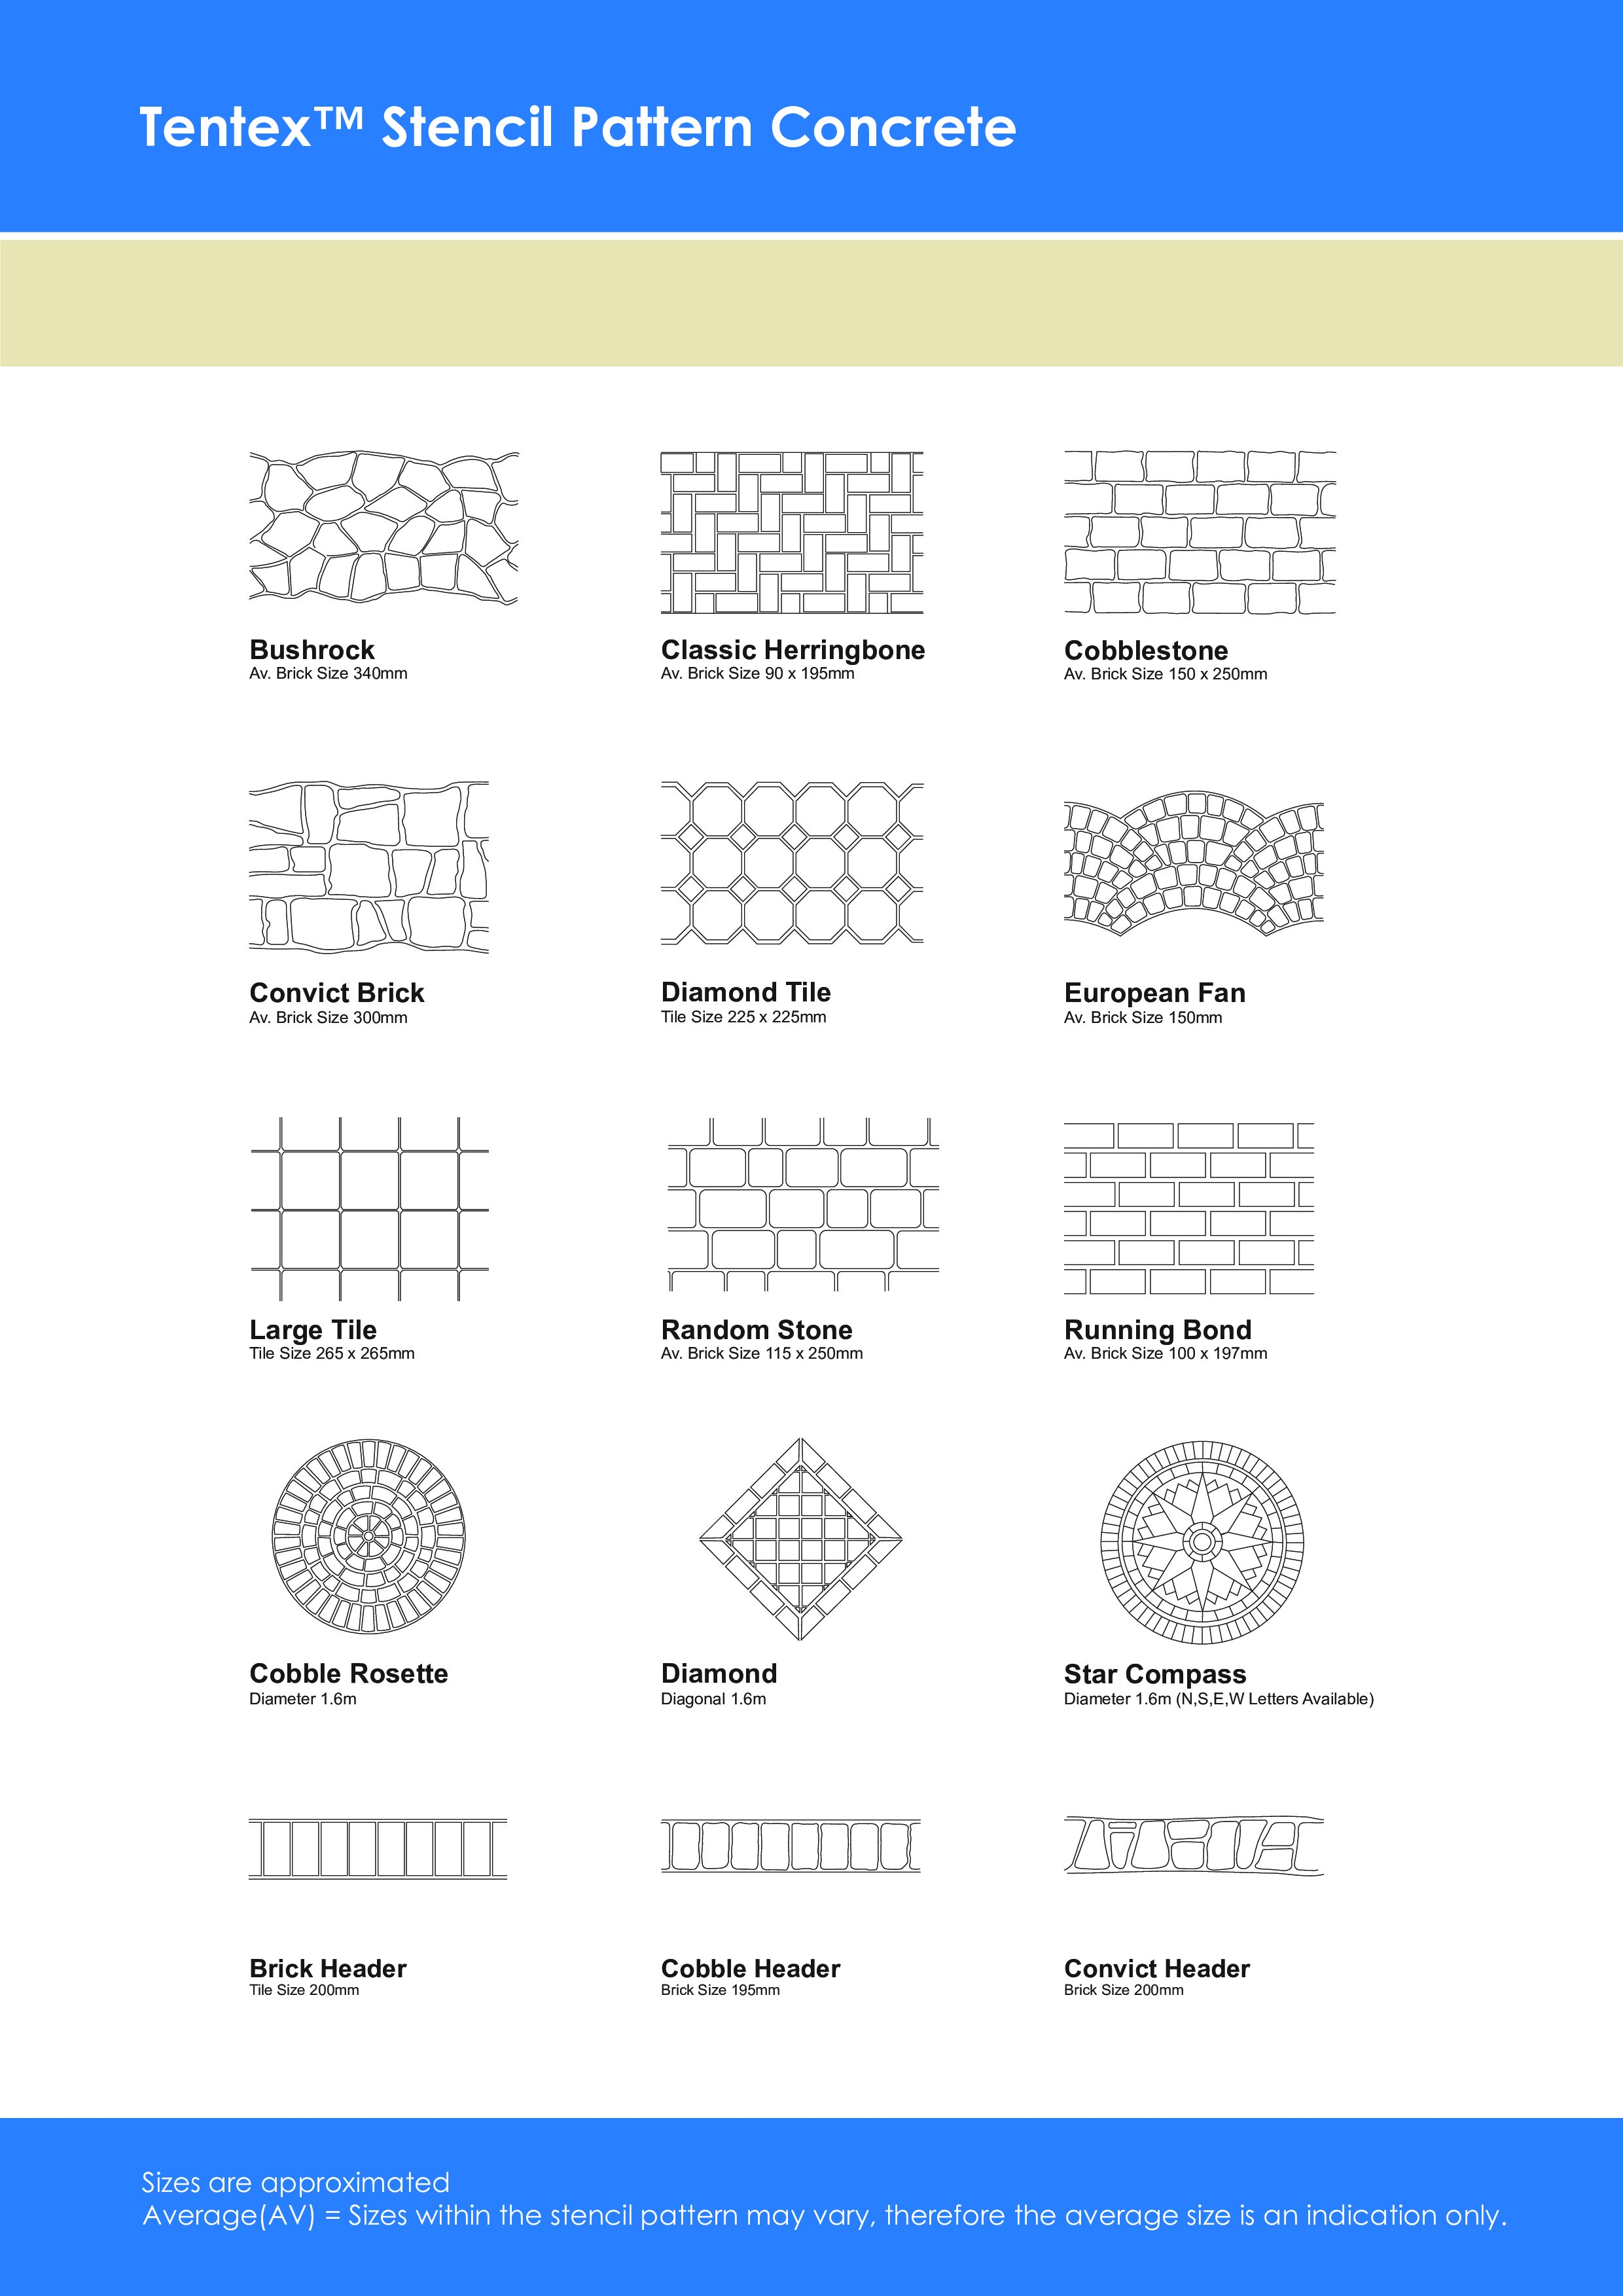 Tentex™ Stencil Pattern Concrete
Bushrock
Av. Brick Size 340mm
Classic Herringbone
Av. Brick Size 90 x 195mm
Cobblestone
Av. Brick Size 150 x 250mm
Convict Brick
Av. Brick Size 300mm
Diamond Tile
Tile Size 225 x 225mm
European Fan
Av. Brick Size 150mm
Large Tile
Tile Size 265 x 265mm
Random Stone
Av. Brick Size 115 x 250mm
Running Bond
Av. Brick Size 100 x 197mm
Cobble Rosette
Diameter 1.6m
Diamond
Diagonal 1.6m
Star Compass
Diameter 1.6m (N,S,E,W Letters Available)
Brick Header
Tile Size 200mm
Cobble Header
Brick Size 195mm
Convict Header
Brick Size 200mm
Sizes are approximated
Average(AV) = Sizes within the stencil pattern may vary, therefore the average size is an indication only.